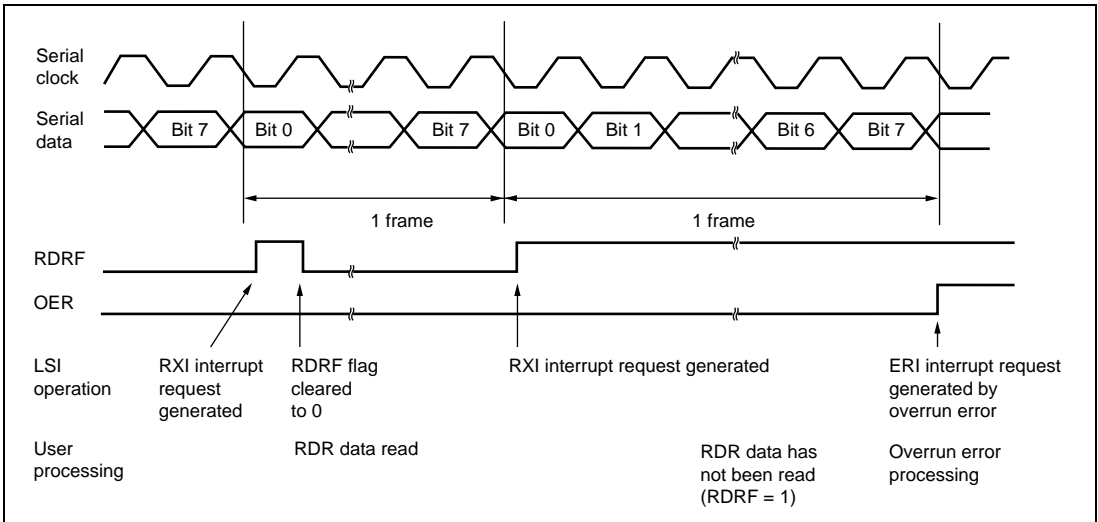 Serial
clock
Serial
data
Bit 7 Bit 0 Bit 7 Bit 0 Bit 1 Bit 6 Bit 7
1 frame 1 frame
RDRF
OER
LSI
operation
RXI interrupt
request
generated
RDRF flag
cleared
to 0
RXI interrupt request generated
ERI interrupt request
generated by
overrun error
User
processing
RDR data read
RDR data has
not been read
(RDRF = 1)
Overrun error
processing